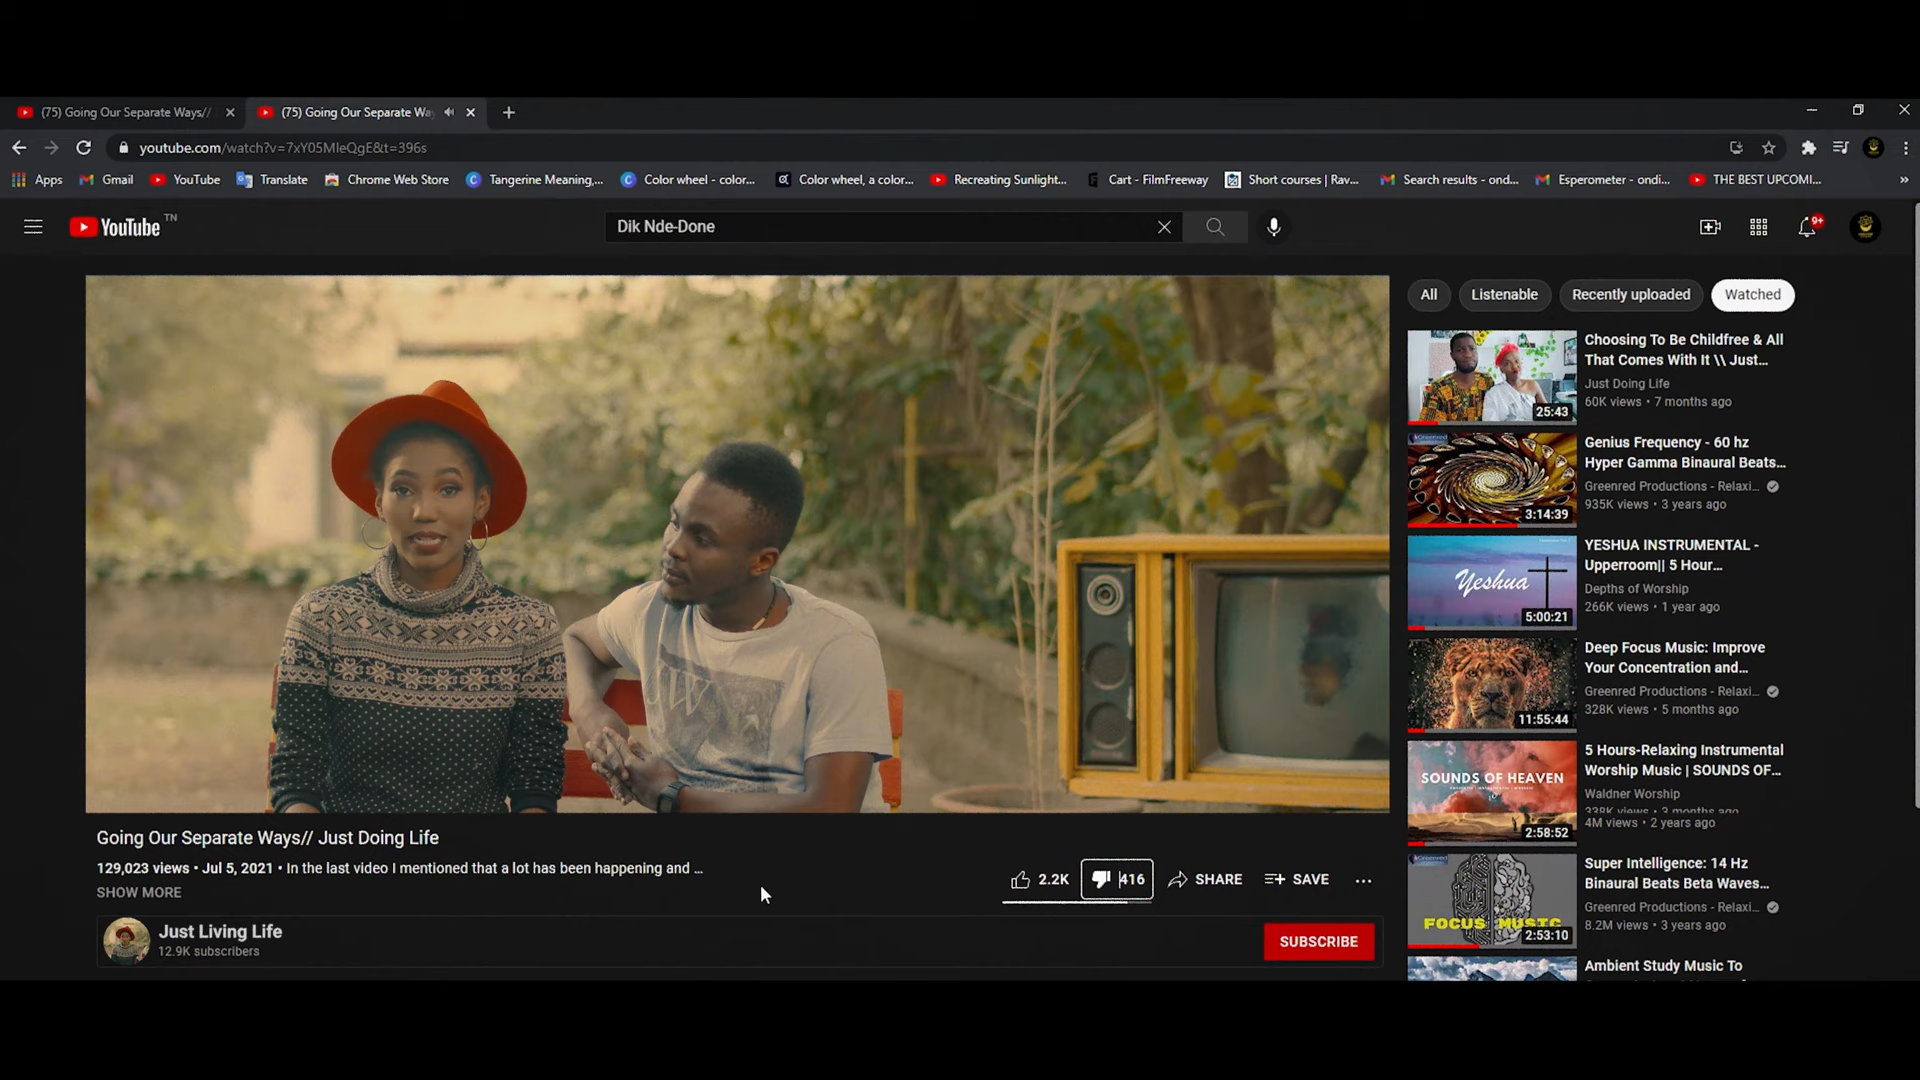 (75) Going Our Separate Ways//
(75) Going Our Separate Wa
youtube.com/watch?v=7xY05MleQgE&t=396s
Apps Gmail YouTube Translate Chrome Web Store Tangerine Meaning,... Color wheel - color... Color wheel, a color... Recreating Sunlight... Cart - FilmFreeway Short courses | Rav... Search results - ond... Esperometer - ondi... THE BEST UPCOMI... »
YouTube TN
Dik Nde-Done
9+
All Listenable Recently uploaded Watched
Choosing To Be Childfree & All
That Comes With It \\ Just...
Just Doing Life
60K views • 7 months ago
25:43
Genius Frequency - 60 hz
Hyper Gamma Binaural Beats...
Greenred Productions - Relaxi...
935K views • 3 years ago
3:14:39
YESHUA INSTRUMENTAL -
Upperroom|| 5 Hour...
Depths of Worship
266K views • 1 year ago
Yeshua
5:00:21
Deep Focus Music: Improve
Your Concentration and...
Greenred Productions - Relaxi...
328K views • 5 months ago
11:55:44
5 Hours-Relaxing Instrumental
Worship Music | SOUNDS OF...
Waldner Worship
338K views • 3 months ago
4M views • 2 years ago
SOUNDS OF HEAVEN
2:58:52
Super Intelligence: 14 Hz
Binaural Beats Beta Waves...
Greenred Productions - Relaxi...
8.2M views • 3 years ago
FOCUS MUSIC
2:53:10
Ambient Study Music To
Going Our Separate Ways// Just Doing Life
129,023 views • Jul 5, 2021 • In the last video I mentioned that a lot has been happening and ...
SHOW MORE
2.2K 416 SHARE SAVE ...
Just Living Life
12.9K subscribers
SUBSCRIBE